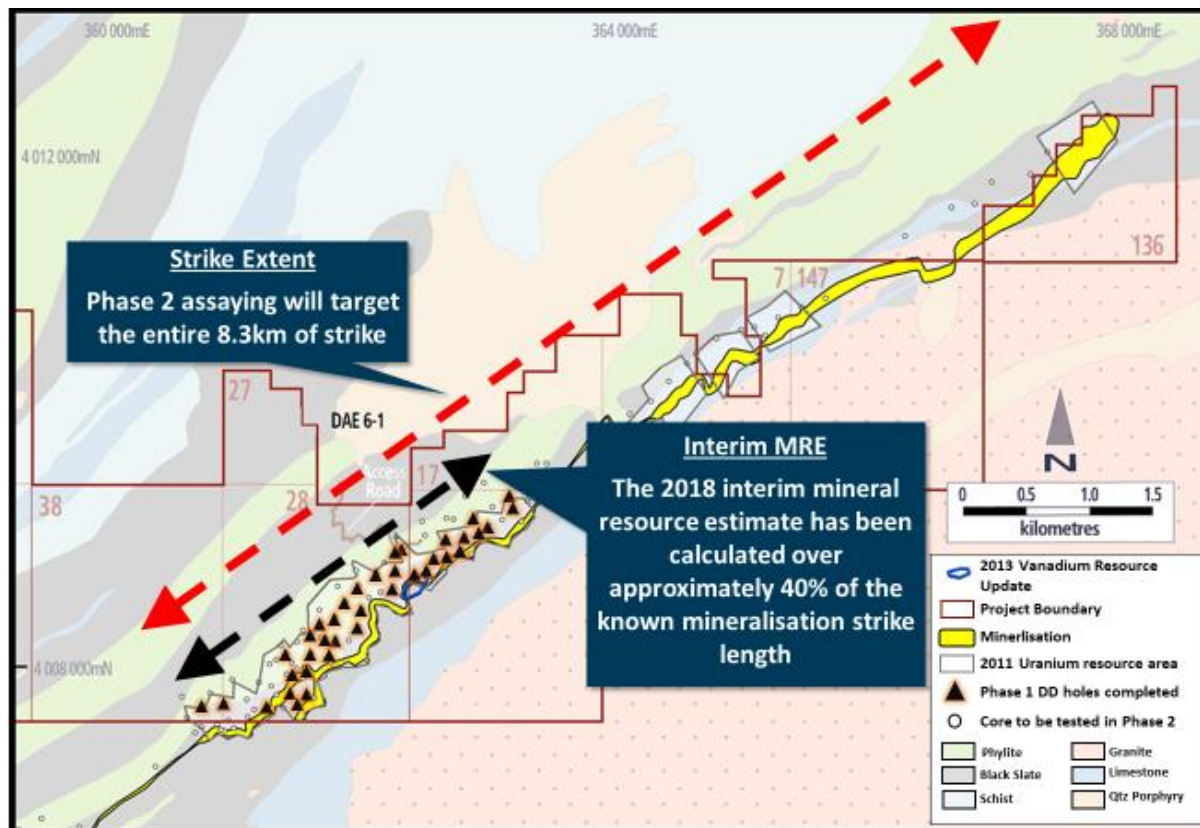 360 000mE
364 000mE
368 000mE
4 012 000mN
Strike Extent
Phase 2 assaying will target
the entire 8.3km of strike
136
7
147
27
DAE 6-1
Access
Road
17
28
38
Interim MRE
The 2018 interim mineral
resource estimate has been
calculated over
approximately 40% of the
known mineralisation strike
length
4 008 000mN
N
0 0.5 1.0 1.5
kilometres
2013 Vanadium Resource
Update
Project Boundary
Minerlisation
2011 Uranium resource area
Phase 1 DD holes completed
Core to be tested in Phase 2
Phylite
Granite
Black Slate
Limestone
Schist
Qtz Porphyry